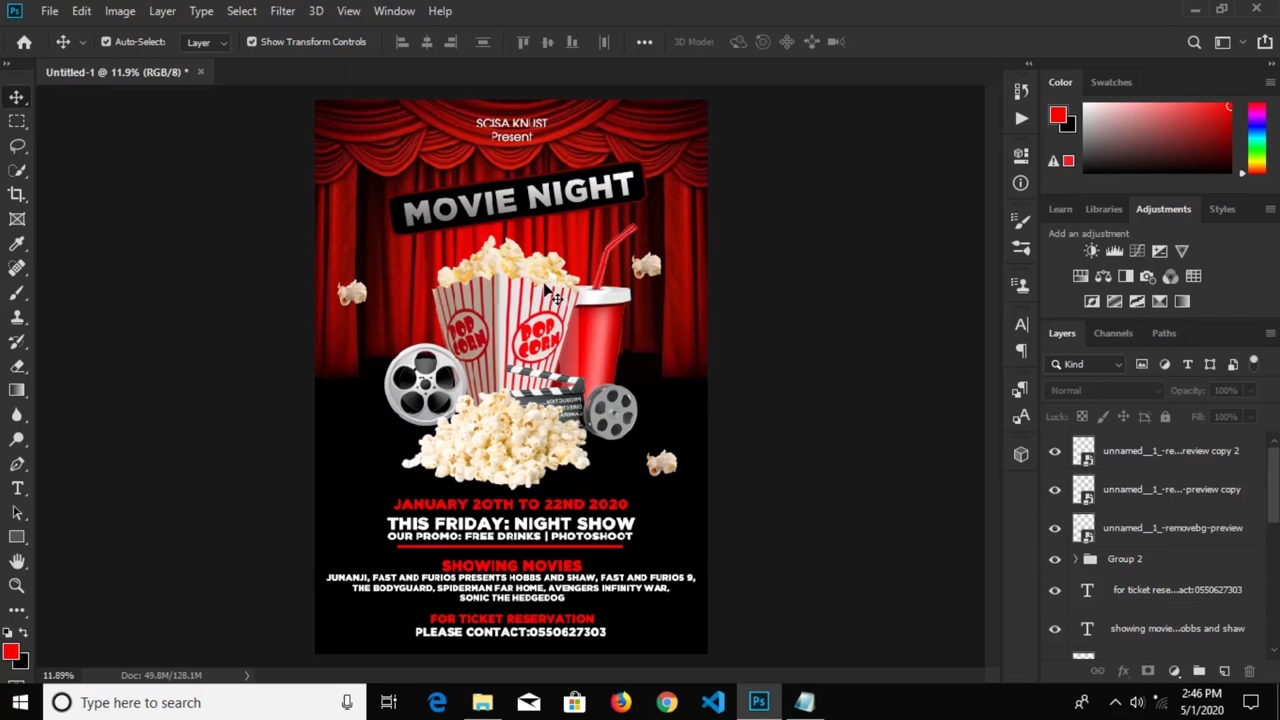 Ps File Edit Image Layer Type Select Filter 3D View Window Help
Auto-Select: Layer Show Transform Controls 3D Mode:
Untitled-1 @ 11.9% (RGB/8) * ×
Color Swatches
SCISA KNUST
Present
MOVIE NIGHT
POP CORN
POP CORN
PRODUCTION
JANUARY 20TH TO 22ND 2020
THIS FRIDAY: NIGHT SHOW
OUR PROMO: FREE DRINKS | PHOTOSHOOT
SHOWING MOVIES
JUNANJI, FAST AND FURIOS PRESENTS HOBBS AND SHAW, FAST AND FURIOS 9,
THE BODYGUARD, SPIDERMAN FAR HOME, AVENGERS INFINITY WAR,
SONIC THE HEDGEDOG
FOR TICKET RESERVATION
PLEASE CONTACT:0550627303
Learn Libraries Adjustments Styles
Add an adjustment
Layers Channels Paths
Kind
Normal Opacity: 100%
Lock: Fill: 100%
unnamed__1_-re...review copy 2
unnamed__1_-re...-preview copy
unnamed__1_-removebg-preview
Group 2
for ticket rese...act:0550627303
showing movie...obbs and shaw
11.89% Doc: 49.8M/128.1M
Type here to search
2:46 PM
5/1/2020